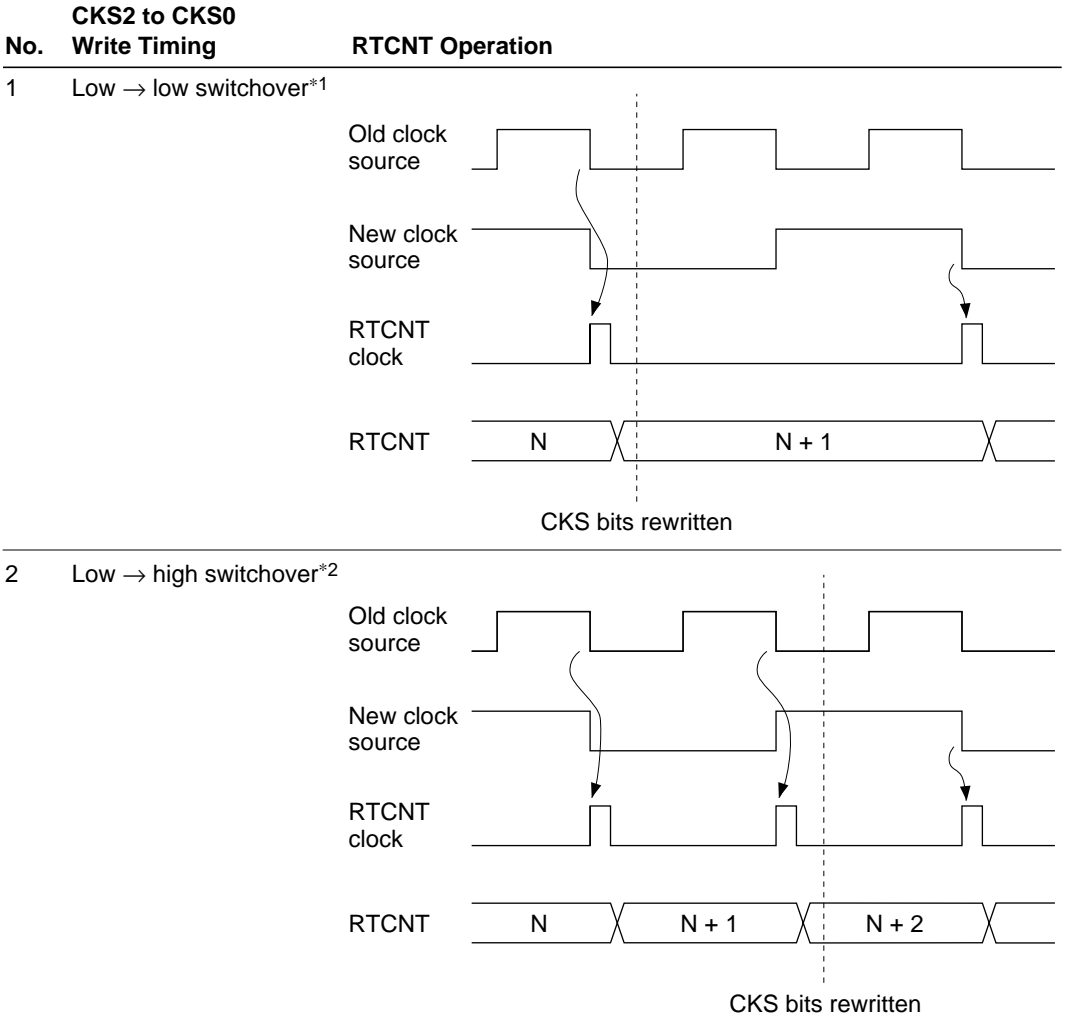 CKS2 to CKS0
No. Write Timing RTCNT Operation
1 Low → low switchover*1
Old clock
source
New clock
source
RTCNT
clock
RTCNT N N + 1
CKS bits rewritten
2 Low → high switchover*2
Old clock
source
New clock
source
RTCNT
clock
RTCNT N N + 1 N + 2
CKS bits rewritten